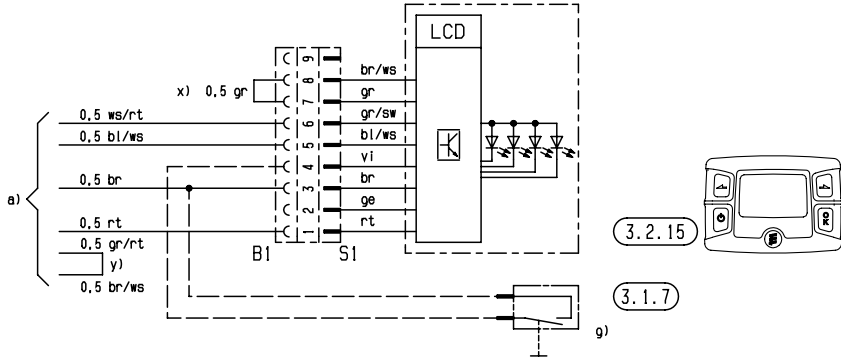 LCD
9
8
7
6
5
4
3
2
1
br/ws
gr
gr/sw
bl/ws
vi
br
ge
rt
x) 0,5 gr
0,5 ws/rt
0,5 bl/ws
a)
0,5 br
0,5 rt
0,5 gr/rt
y)
0,5 br/ws
B1
S1
3.2.15
OK
3.1.7
g)